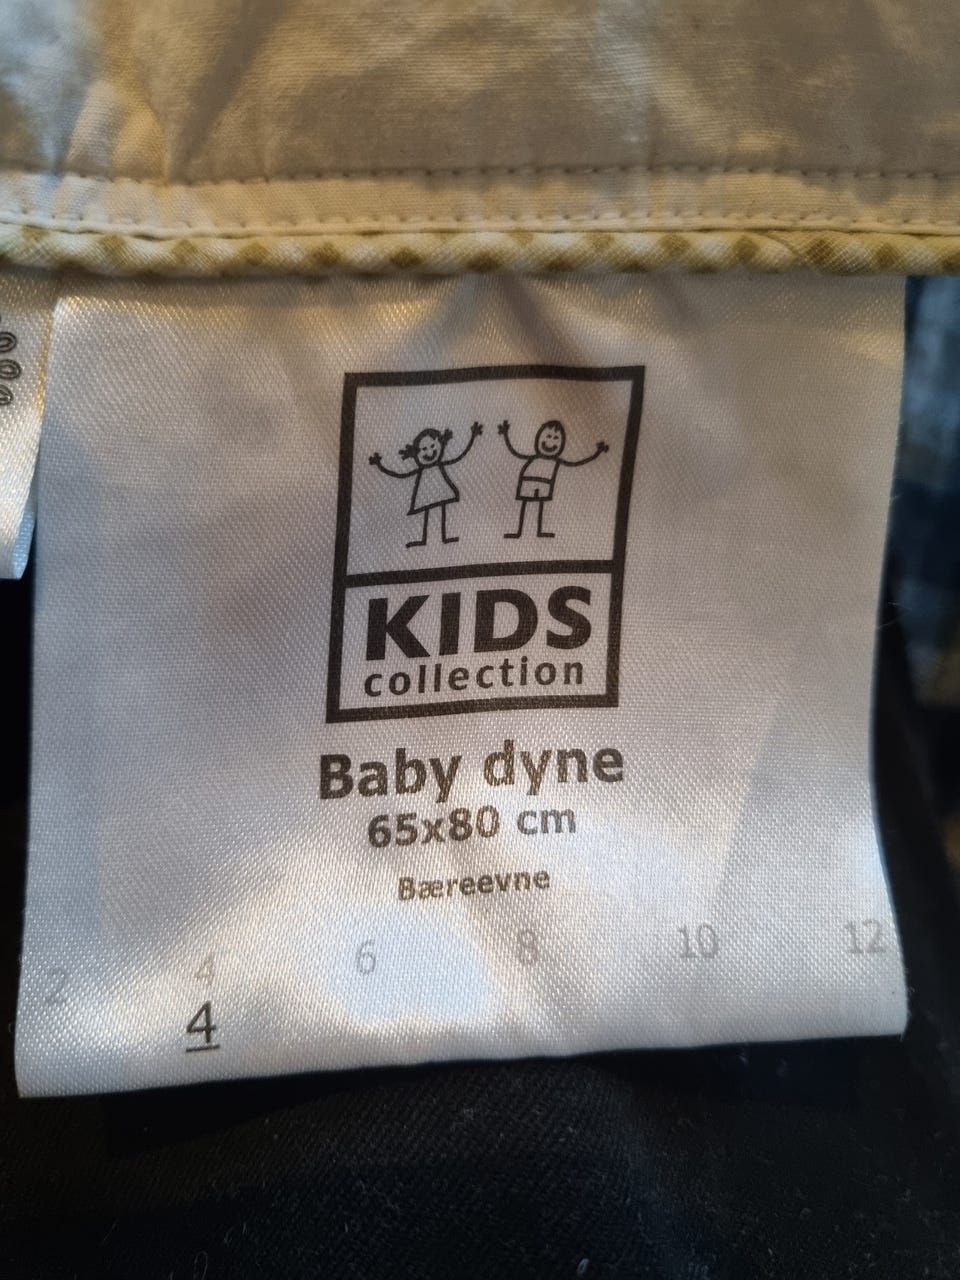 KIDS
collection
Baby dyne
65x80 cm
Bæreevne
2 4 6 8 10 12
4